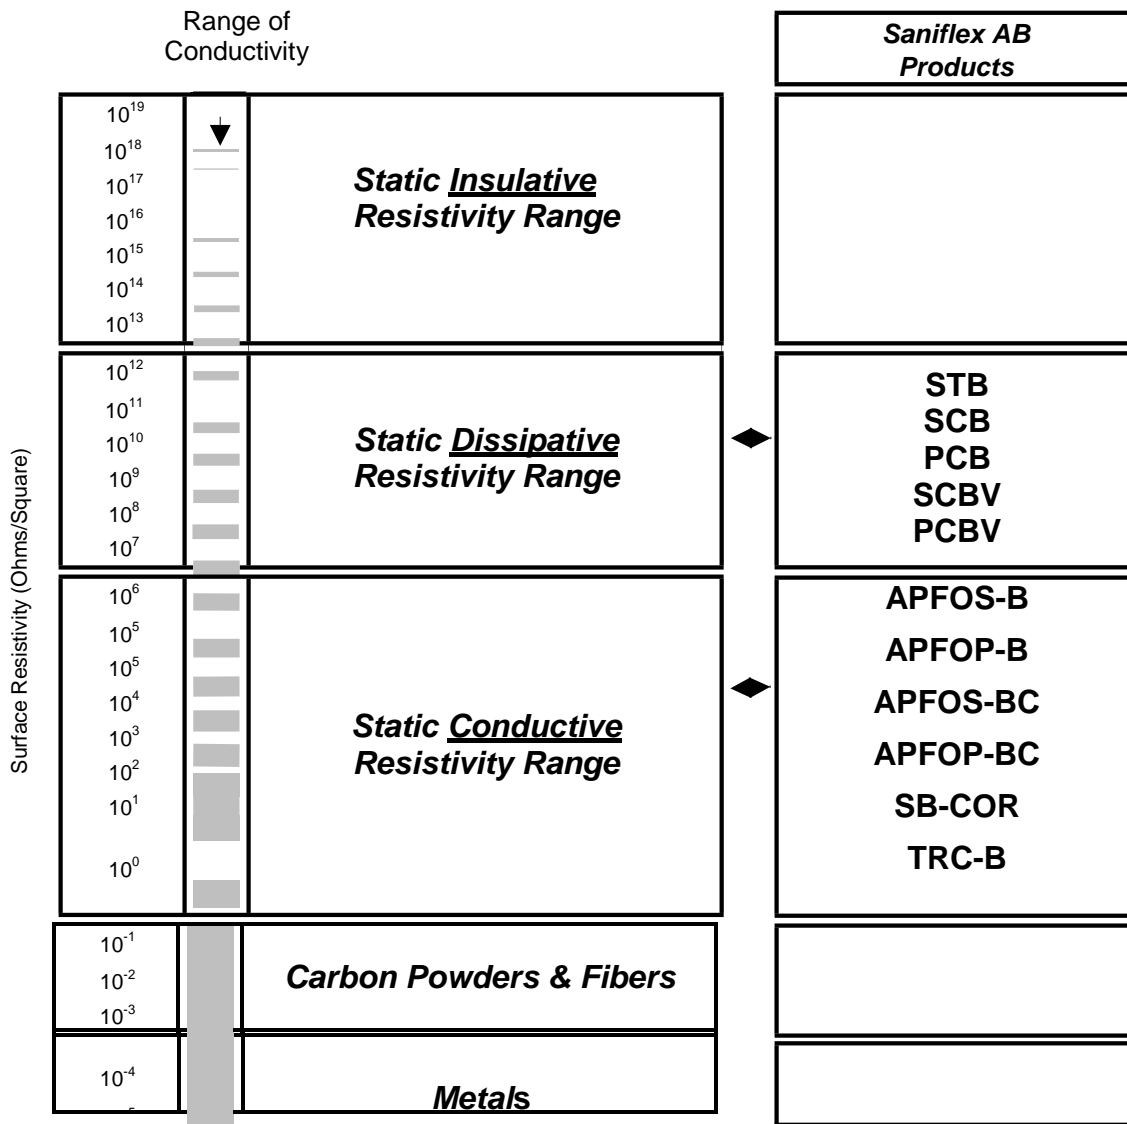 Range of
Conductivity
Saniflex AB
Products
Surface Resistivity (Ohms/Square)
10^19
10^18
10^17
10^16
10^15
10^14
10^13
Static Insulative
Resistivity Range
10^12
10^11
10^10
10^9
10^8
10^7
Static Dissipative
Resistivity Range
STB
SCB
PCB
SCBV
PCBV
10^6
10^5
10^5
10^4
10^3
10^2
10^1
10^0
Static Conductive
Resistivity Range
APFOS-B
APFOP-B
APFOS-BC
APFOP-BC
SB-COR
TRC-B
10^-1
10^-2
10^-3
Carbon Powders & Fibers
10^-4
Metals